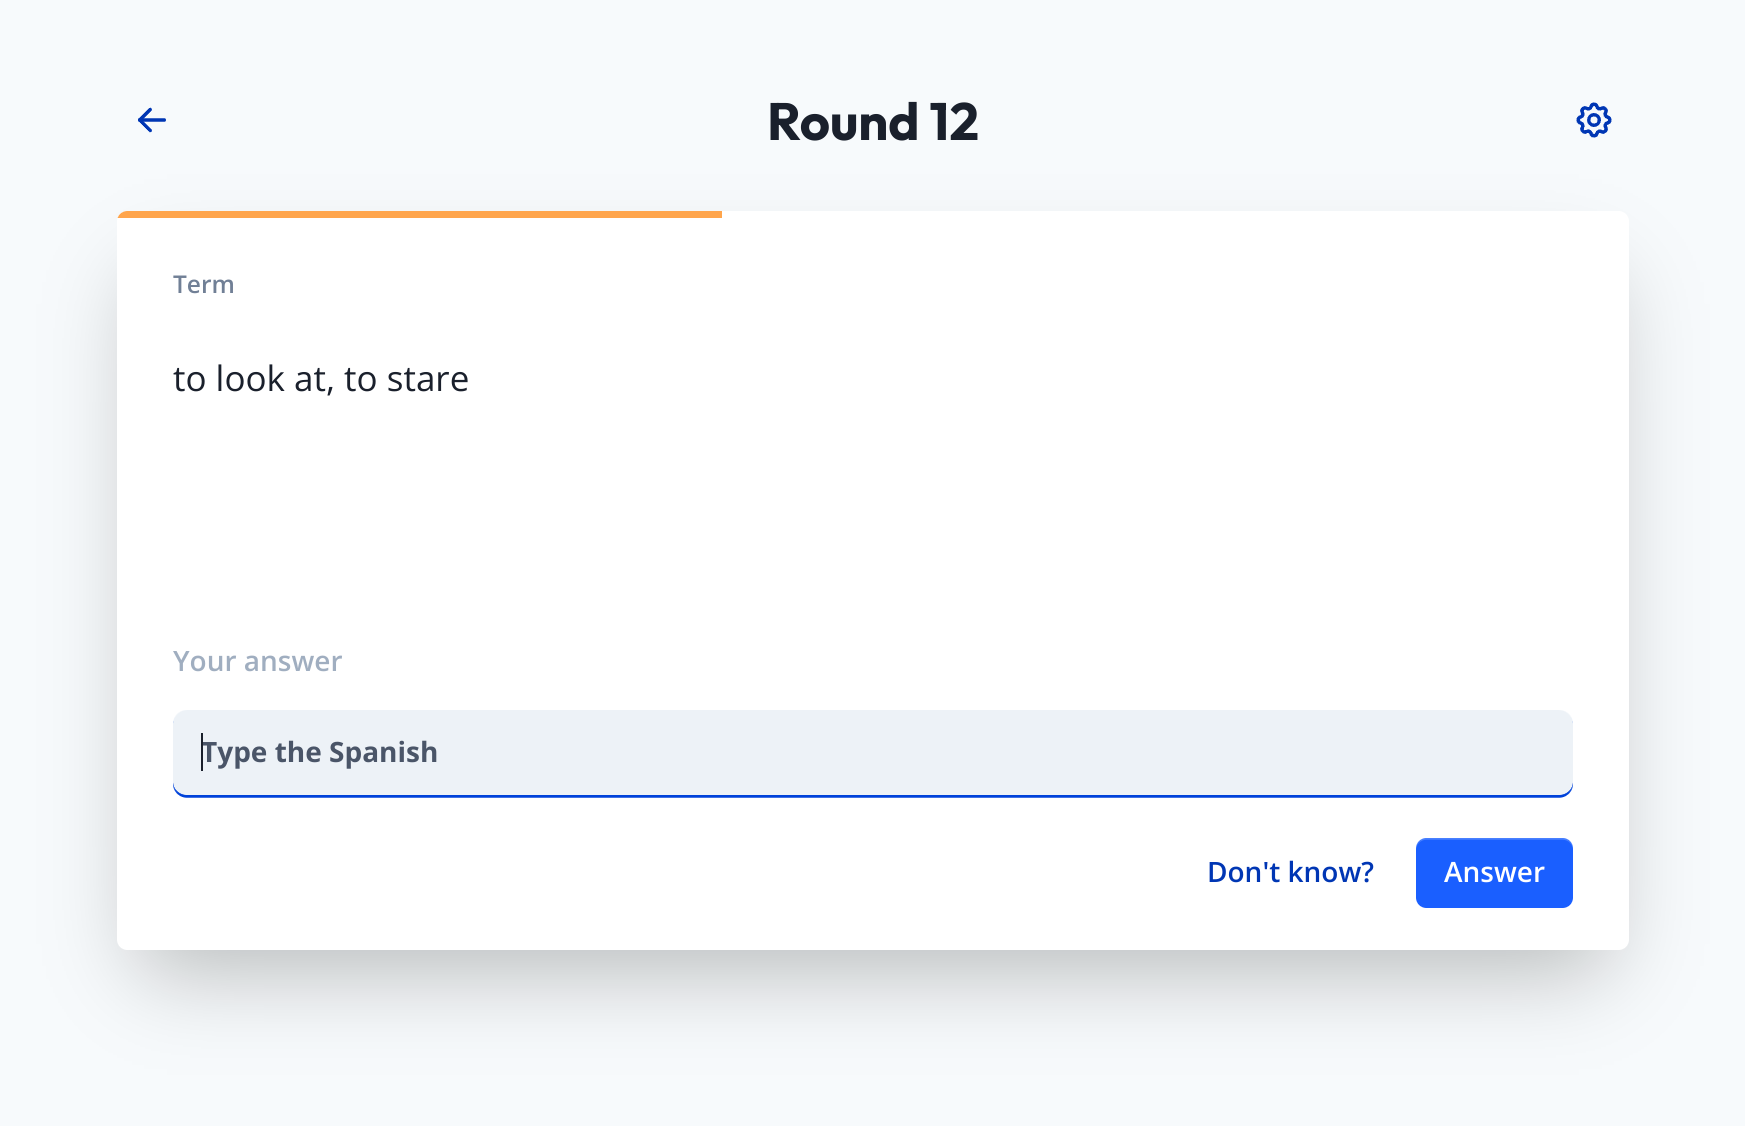 Round 12
Term
to look at, to stare
Your answer
Type the Spanish
Don't know?
Answer